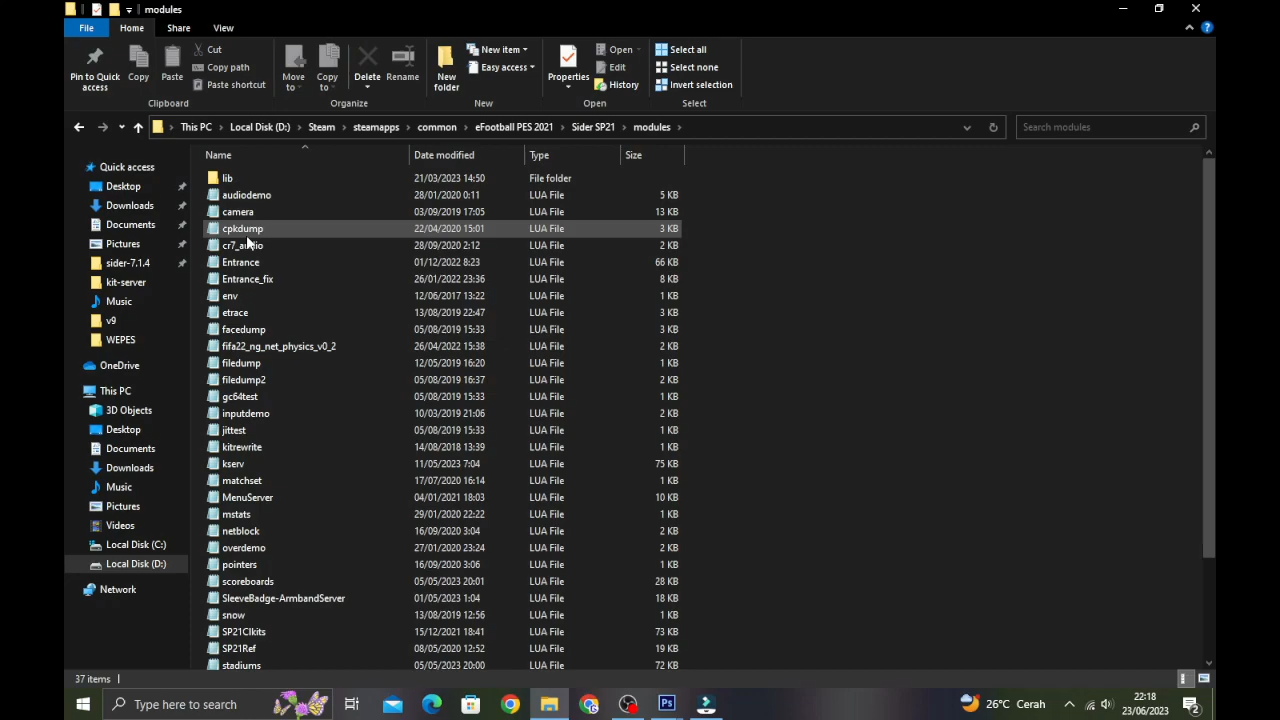 modules
File
Home
Share
View
Pin to Quick access
Copy
Paste
Cut
Copy path
Paste shortcut
Clipboard
Move to
Copy to
Delete
Rename
Organize
New folder
New item
Easy access
New
Properties
Open
Edit
History
Open
Select all
Select none
Invert selection
Select
This PC > Local Disk (D:) > Steam > steamapps > common > eFootball PES 2021 > Sider SP21 > modules >
Search modules
Quick access
Desktop
Downloads
Documents
Pictures
sider-7.1.4
kit-server
Music
v9
WEPES
OneDrive
This PC
3D Objects
Desktop
Documents
Downloads
Music
Pictures
Videos
Local Disk (C:)
Local Disk (D:)
Network
Name Date modified Type Size
lib 21/03/2023 14:50 File folder
audiodemo 28/01/2020 0:11 LUA File 5 KB
camera 03/09/2019 17:05 LUA File 13 KB
cpkdump 22/04/2020 15:01 LUA File 3 KB
cr7_audio 28/09/2020 2:12 LUA File 2 KB
Entrance 01/12/2022 8:23 LUA File 66 KB
Entrance_fix 26/01/2022 23:36 LUA File 8 KB
env 12/06/2017 13:22 LUA File 1 KB
etrace 13/08/2019 22:47 LUA File 3 KB
facedump 05/08/2019 15:33 LUA File 3 KB
fifa22_ng_net_physics_v0_2 26/04/2022 15:38 LUA File 2 KB
filedump 12/05/2019 16:20 LUA File 1 KB
filedump2 05/08/2019 16:37 LUA File 2 KB
gc64test 05/08/2019 15:33 LUA File 1 KB
inputdemo 10/03/2019 21:06 LUA File 2 KB
jittest 05/08/2019 15:33 LUA File 1 KB
kitrewrite 14/08/2018 13:39 LUA File 1 KB
kserv 11/05/2023 7:04 LUA File 75 KB
matchset 17/07/2020 16:14 LUA File 1 KB
MenuServer 04/01/2021 18:03 LUA File 10 KB
mstats 29/01/2020 22:22 LUA File 1 KB
netblock 16/09/2020 3:04 LUA File 2 KB
overdemo 27/01/2020 23:24 LUA File 2 KB
pointers 16/09/2020 3:06 LUA File 1 KB
scoreboards 05/05/2023 20:01 LUA File 28 KB
SleeveBadge-ArmbandServer 01/05/2023 1:04 LUA File 18 KB
snow 13/08/2019 12:56 LUA File 1 KB
SP21CIkits 15/12/2021 18:41 LUA File 73 KB
SP21Ref 08/05/2020 12:52 LUA File 19 KB
stadiums 05/05/2023 20:00 LUA File 72 KB
37 items
Type here to search
26°C Cerah
22:18
23/06/2023
2